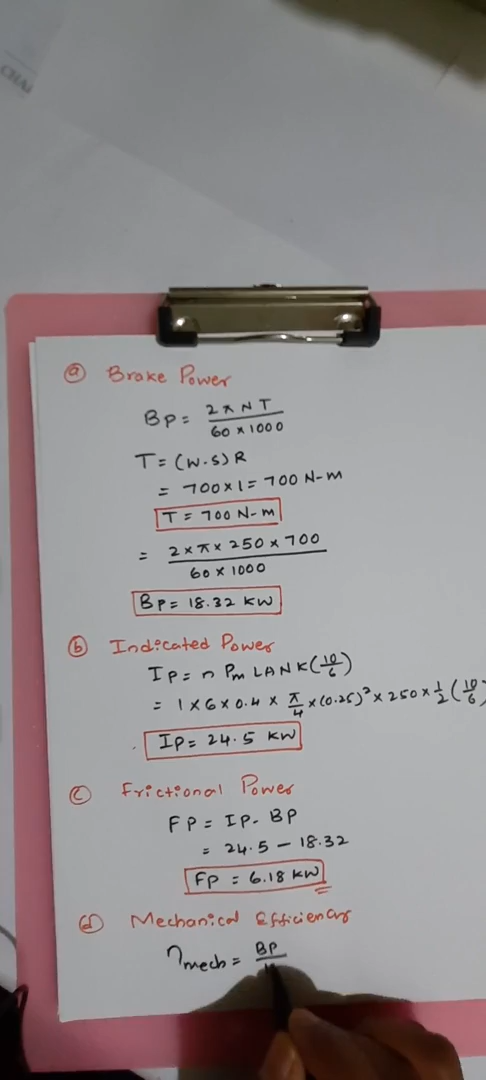 CHA
ⓐ Brake Power
BP = 2πNT / 60×1000
T = (W-S) R
= 700×1 = 700 N-m
T = 700 N-m
= 2×π×250×700 / 60×1000
BP = 18.32 KW
ⓑ Indicated Power
IP = n Pm LANK (10/6)
= 1×6×0.4× π/4 ×(0.25)²×250× 1/2 (10/6)
IP = 24.5 KW
ⓒ Frictional Power
FP = IP - BP
= 24.5 - 18.32
FP = 6.18 KW
ⓓ Mechanical Efficiency
ηmech = BP /